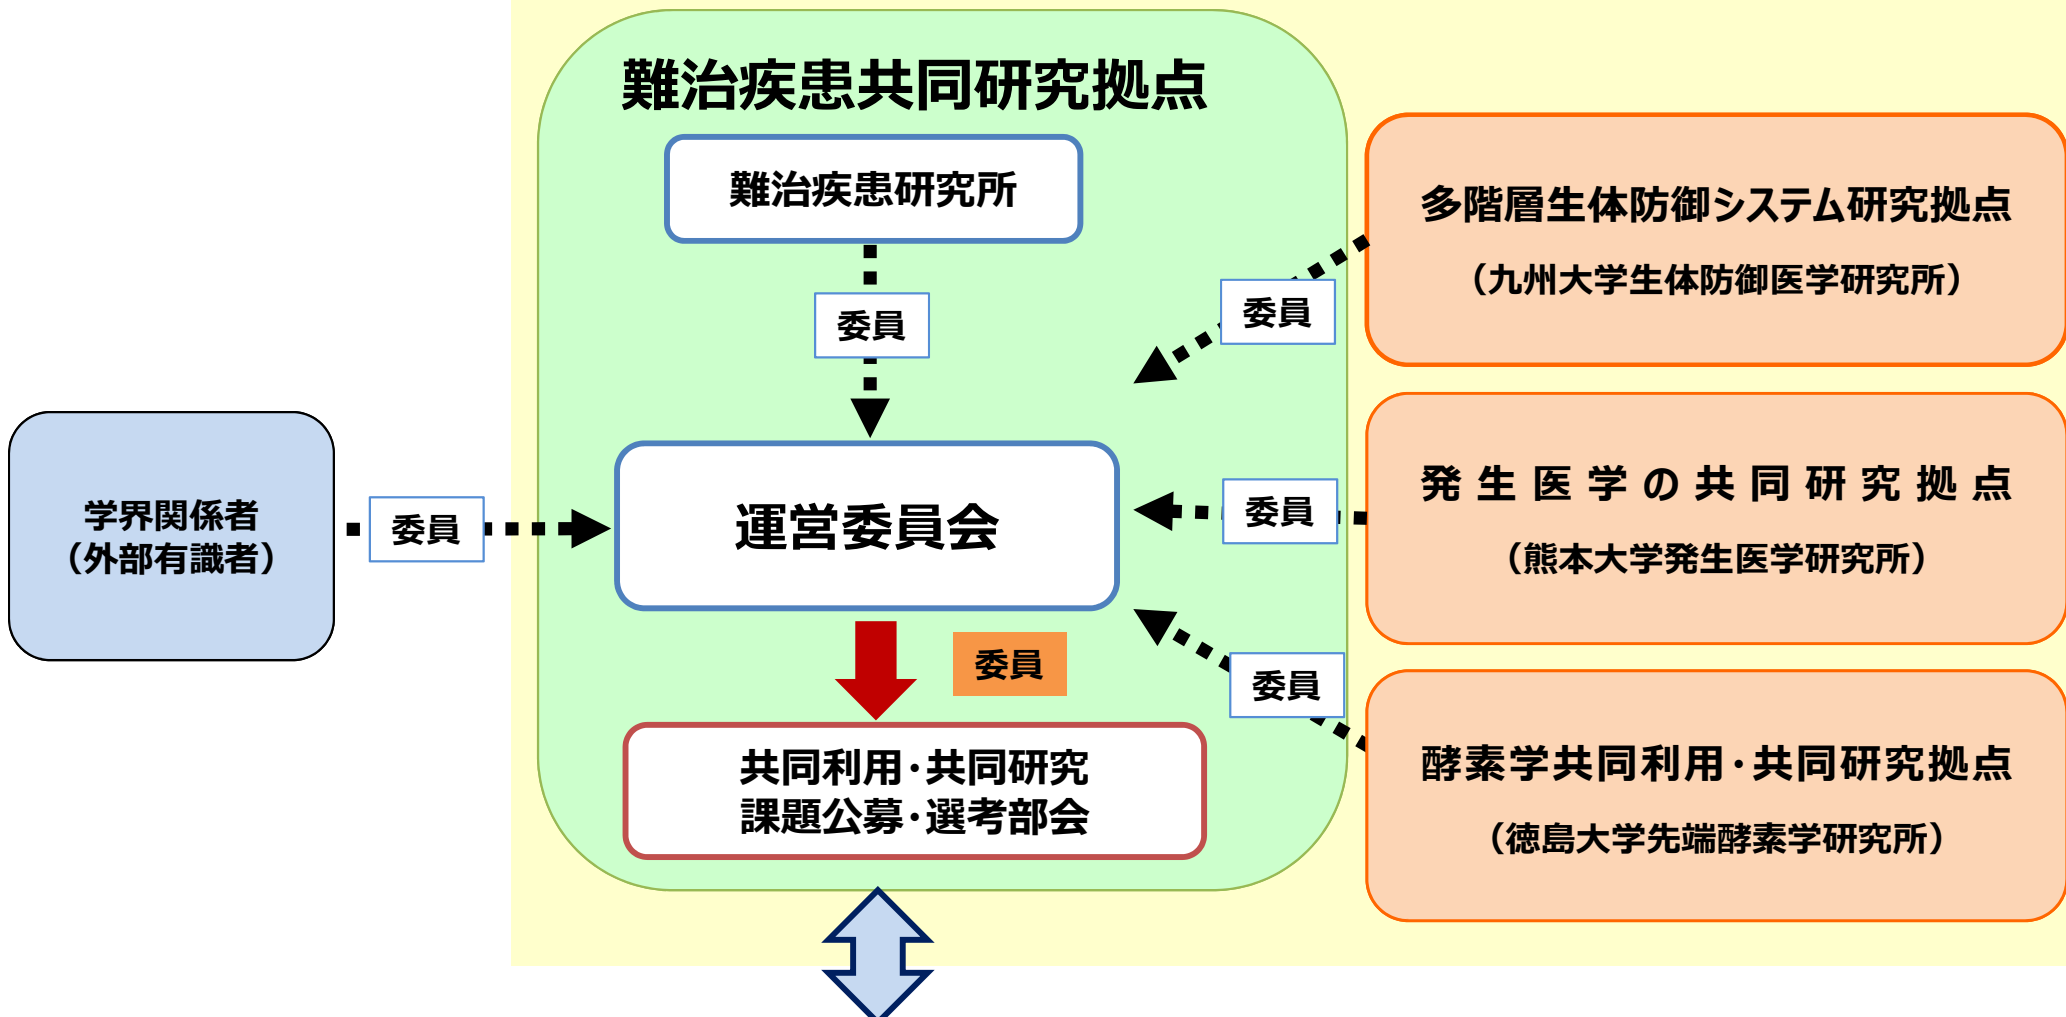 難治疾患共同研究拠点
難治疾患研究所
委員
学界関係者
（外部有識者）
委員
運営委員会
委員
共同利用・共同研究
課題公募・選考部会
多階層生体防御システム研究拠点
（九州大学生体防御医学研究所）
委員
発生医学の共同研究拠点
（熊本大学発生医学研究所）
委員
酵素学共同利用・共同研究拠点
（徳島大学先端酵素学研究所）
委員